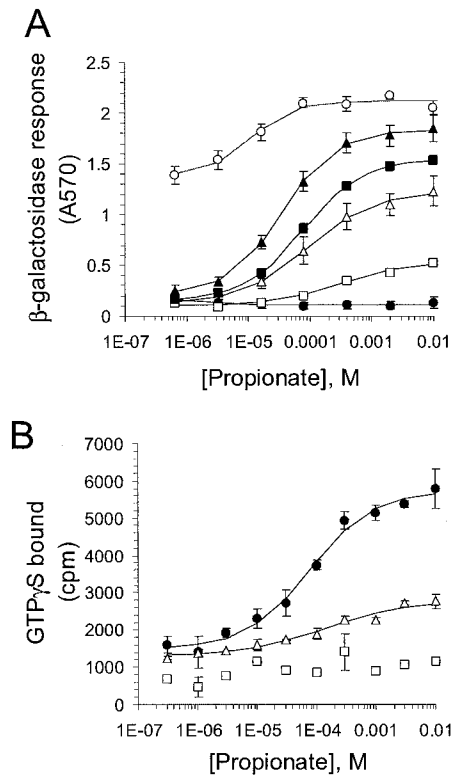 A
β-galactosidase response
(A570)
2.5
2
1.5
1
0.5
0
1E-07 1E-06 1E-05 0.0001 0.001 0.01
[Propionate], M
B
GTPγS bound
(cpm)
7000
6000
5000
4000
3000
2000
1000
0
1E-07 1E-06 1E-05 1E-04 0.001 0.01
[Propionate], M